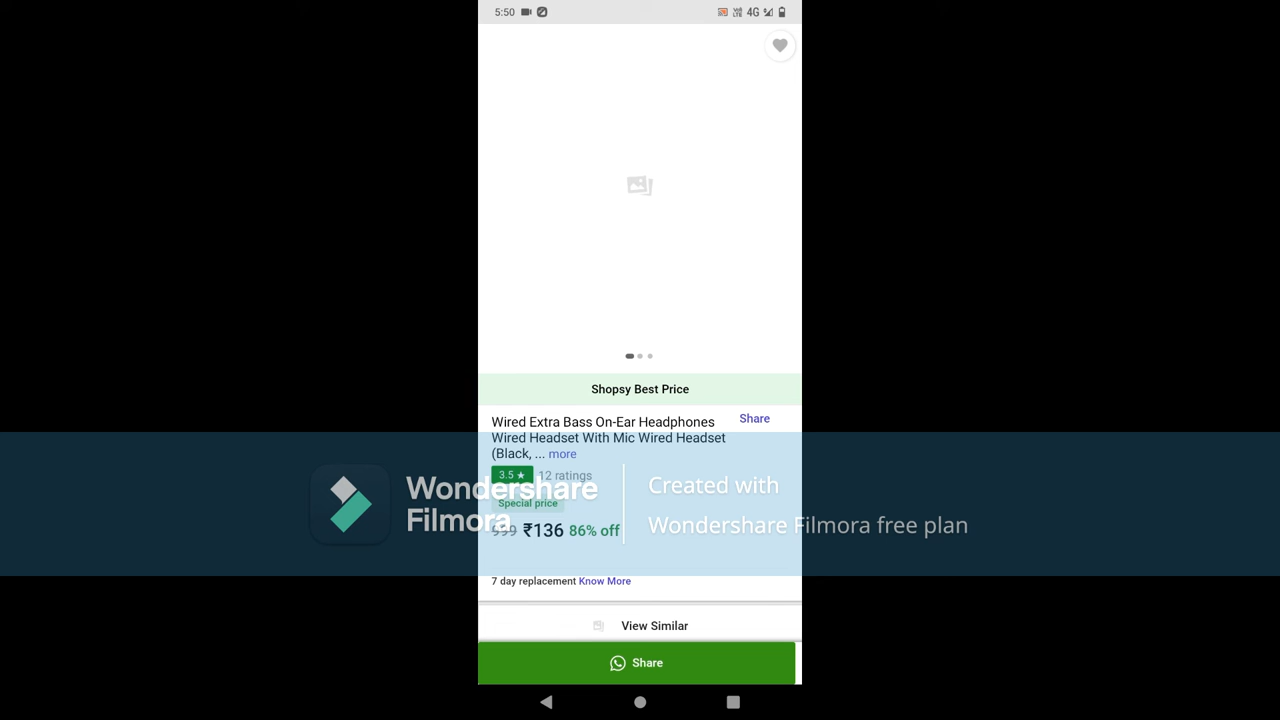 5:50
4G
Shopsy Best Price
Wired Extra Bass On-Ear Headphones
Share
Wired Headset With Mic Wired Headset
(Black, ... more
3.5 ★ 12 ratings
Special price
₹136 86% off
7 day replacement Know More
View Similar
Share
Wondershare
Filmora
Created with
Wondershare Filmora free plan